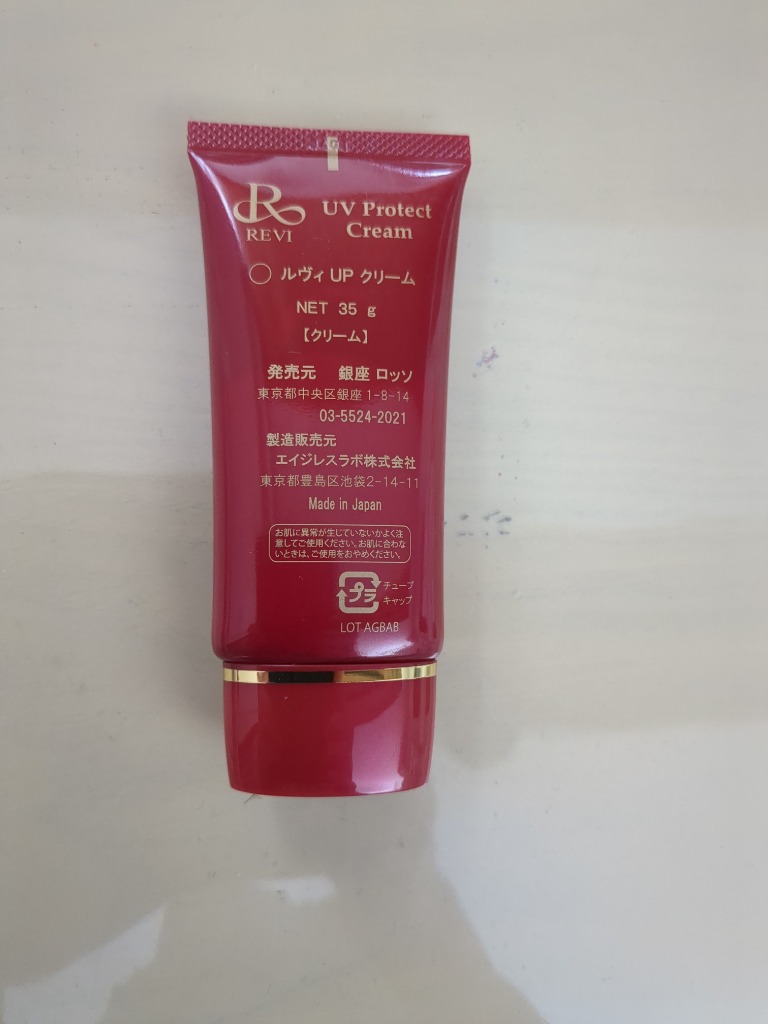 R
REVI
UV Protect
Cream
○ ルヴィ UP クリーム
NET 35 g
【クリーム】
発売元 銀座 ロッソ
東京都中央区銀座 1-8-14
03-5524-2021
製造販売元
エイジレスラボ株式会社
東京都豊島区池袋2-14-11
Made in Japan
お肌に異常が生じていないかよく注
意してご使用ください。お肌に合わな
いときは、ご使用をおやめください。
プラ
チューブ
キャップ
LOT AGBAB